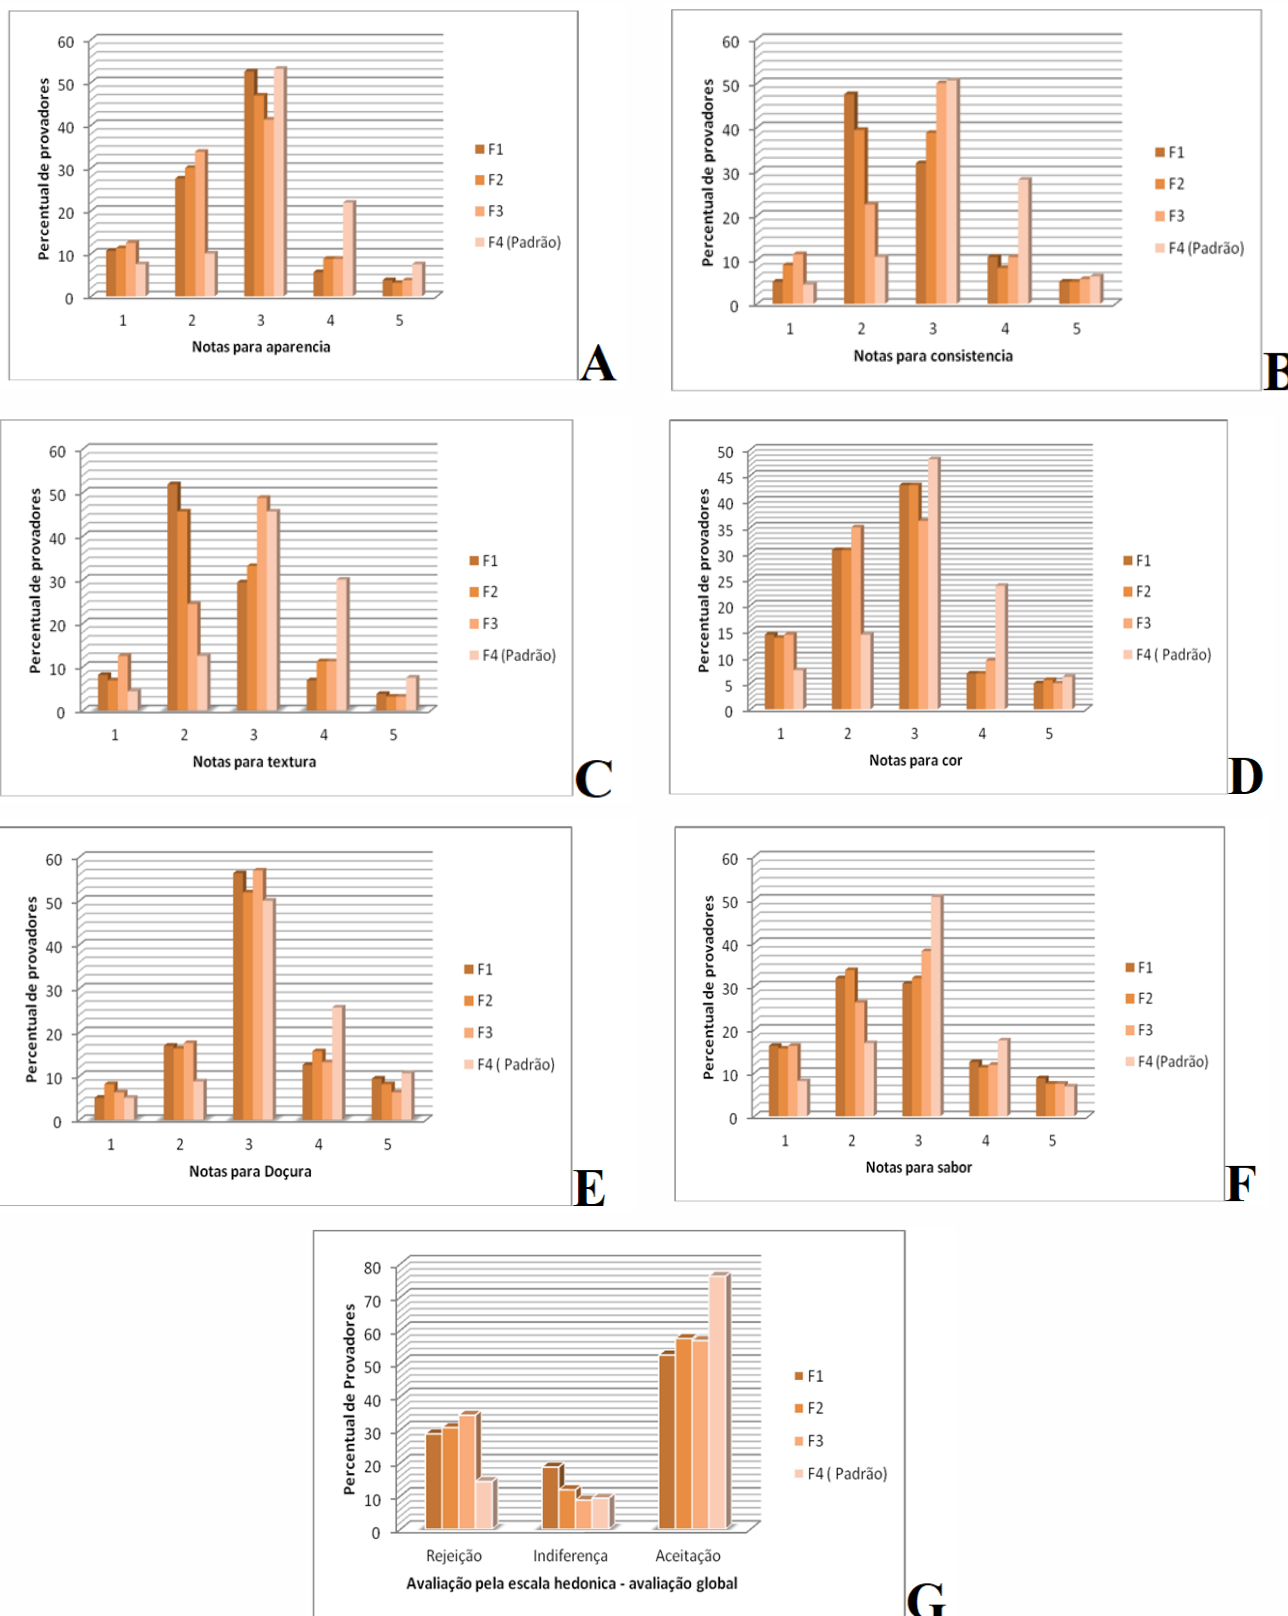 60
50
40
30
20
10
0
Percentual de provadores
1 2 3 4 5
Notas para aparencia
F1
F2
F3
F4 (Padrão)
A
60
50
40
30
20
10
0
Percentual de provadores
1 2 3 4 5
Notas para consistencia
F1
F2
F3
F4 (Padrão)
B
60
50
40
30
20
10
0
Percentual de provadores
1 2 3 4 5
Notas para textura
F1
F2
F3
F4 (Padrão)
C
50
45
40
35
30
25
20
15
10
5
0
Percentual de provadores
1 2 3 4 5
Notas para cor
F1
F2
F3
F4 ( Padrão)
D
60
50
40
30
20
10
0
Percentual de provadores
1 2 3 4 5
Notas para Doçura
F1
F2
F3
F4 ( Padrão)
E
60
50
40
30
20
10
0
Percentual de provadores
1 2 3 4 5
Notas para sabor
F1
F2
F3
F4 (Padrão)
F
80
70
60
50
40
30
20
10
0
Percentual de Provadores
Rejeição Indiferença Aceitação
Avaliação pela escala hedonica - avaliação global
F1
F2
F3
F4 ( Padrão)
G